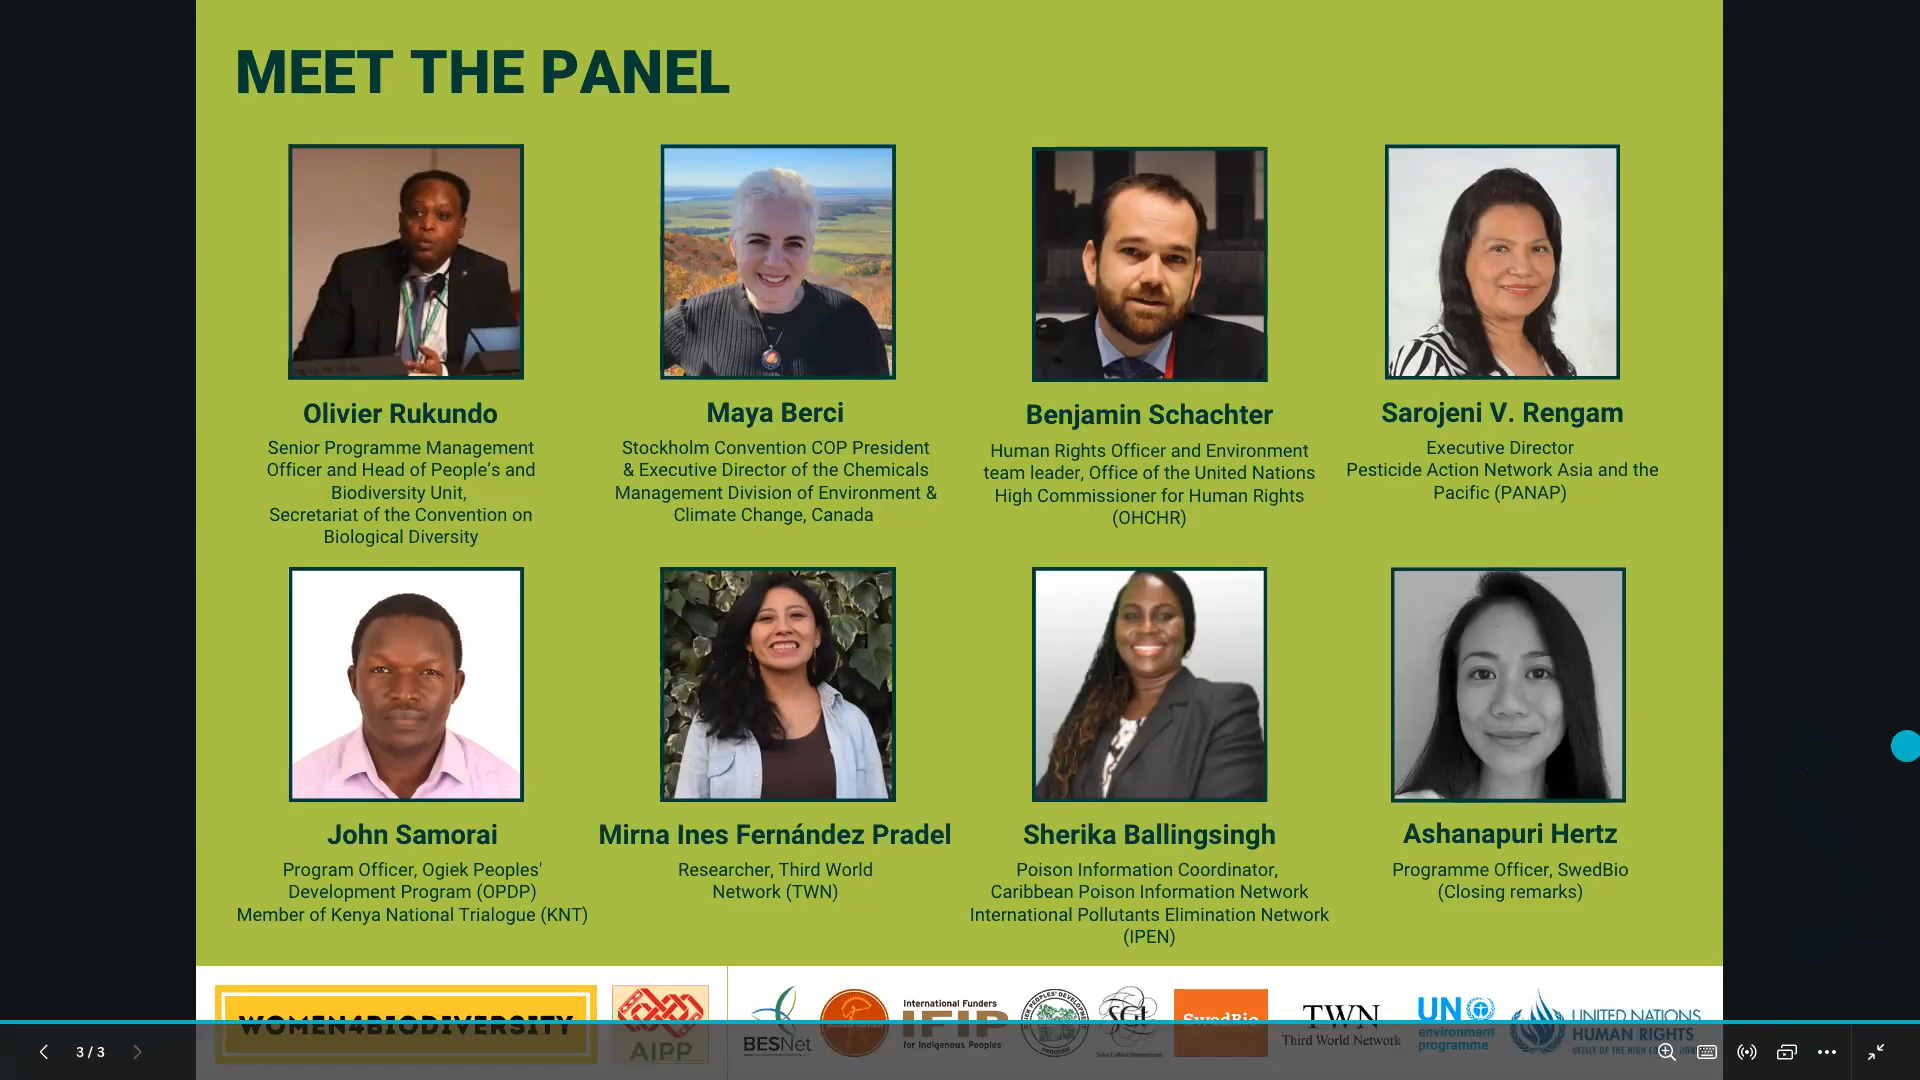 MEET THE PANEL
Olivier Rukundo
Senior Programme Management
Officer and Head of People's and
Biodiversity Unit,
Secretariat of the Convention on
Biological Diversity
Maya Berci
Stockholm Convention COP President
& Executive Director of the Chemicals
Management Division of Environment &
Climate Change, Canada
Benjamin Schachter
Human Rights Officer and Environment
team leader, Office of the United Nations
High Commissioner for Human Rights
(OHCHR)
Sarojeni V. Rengam
Executive Director
Pesticide Action Network Asia and the
Pacific (PANAP)
John Samorai
Program Officer, Ogiek Peoples'
Development Program (OPDP)
Member of Kenya National Trialogue (KNT)
Mirna Ines Fernández Pradel
Researcher, Third World
Network (TWN)
Sherika Ballingsingh
Poison Information Coordinator,
Caribbean Poison Information Network
International Pollutants Elimination Network
(IPEN)
Ashanapuri Hertz
Programme Officer, SwedBio
(Closing remarks)
WOMEN4BIODIVERSITY
AIPP
BESNet
International Funders
IFIP
for Indigenous Peoples
SGI
SwedBio
TWN
Third World Network
UN
environment
programme
UNITED NATIONS
HUMAN RIGHTS
3 / 3